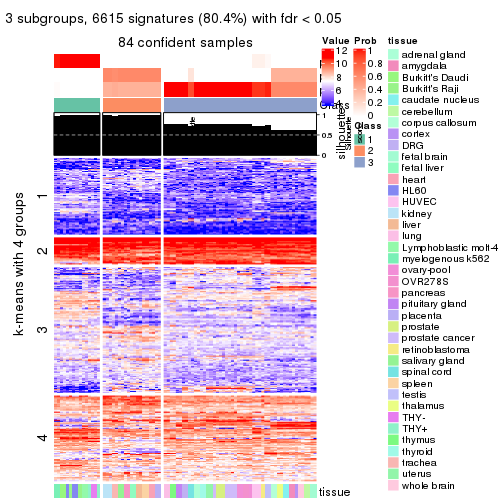 3 subgroups, 6615 signatures (80.4%) with fdr < 0.05
84 confident samples
k-means with 4 groups
1
2
3
4
p
p
p
Class
1
0.5
0
silhouette
tissue
Value
12
10
8
6
4
2
Prob
1
0.8
0.6
0.4
0.2
0
Class
1
2
3
tissue
adrenal gland
amygdala
Burkitt's Daudi
Burkitt's Raji
caudate nucleus
cerebellum
corpus callosum
cortex
DRG
fetal brain
fetal liver
heart
HL60
HUVEC
kidney
liver
lung
Lymphoblastic molt-4
myelogenous k562
ovary-pool
OVR278S
pancreas
pituitary gland
placenta
prostate
prostate cancer
retinoblastoma
salivary gland
spinal cord
spleen
testis
thalamus
THY-
THY+
thymus
thyroid
trachea
uterus
whole brain